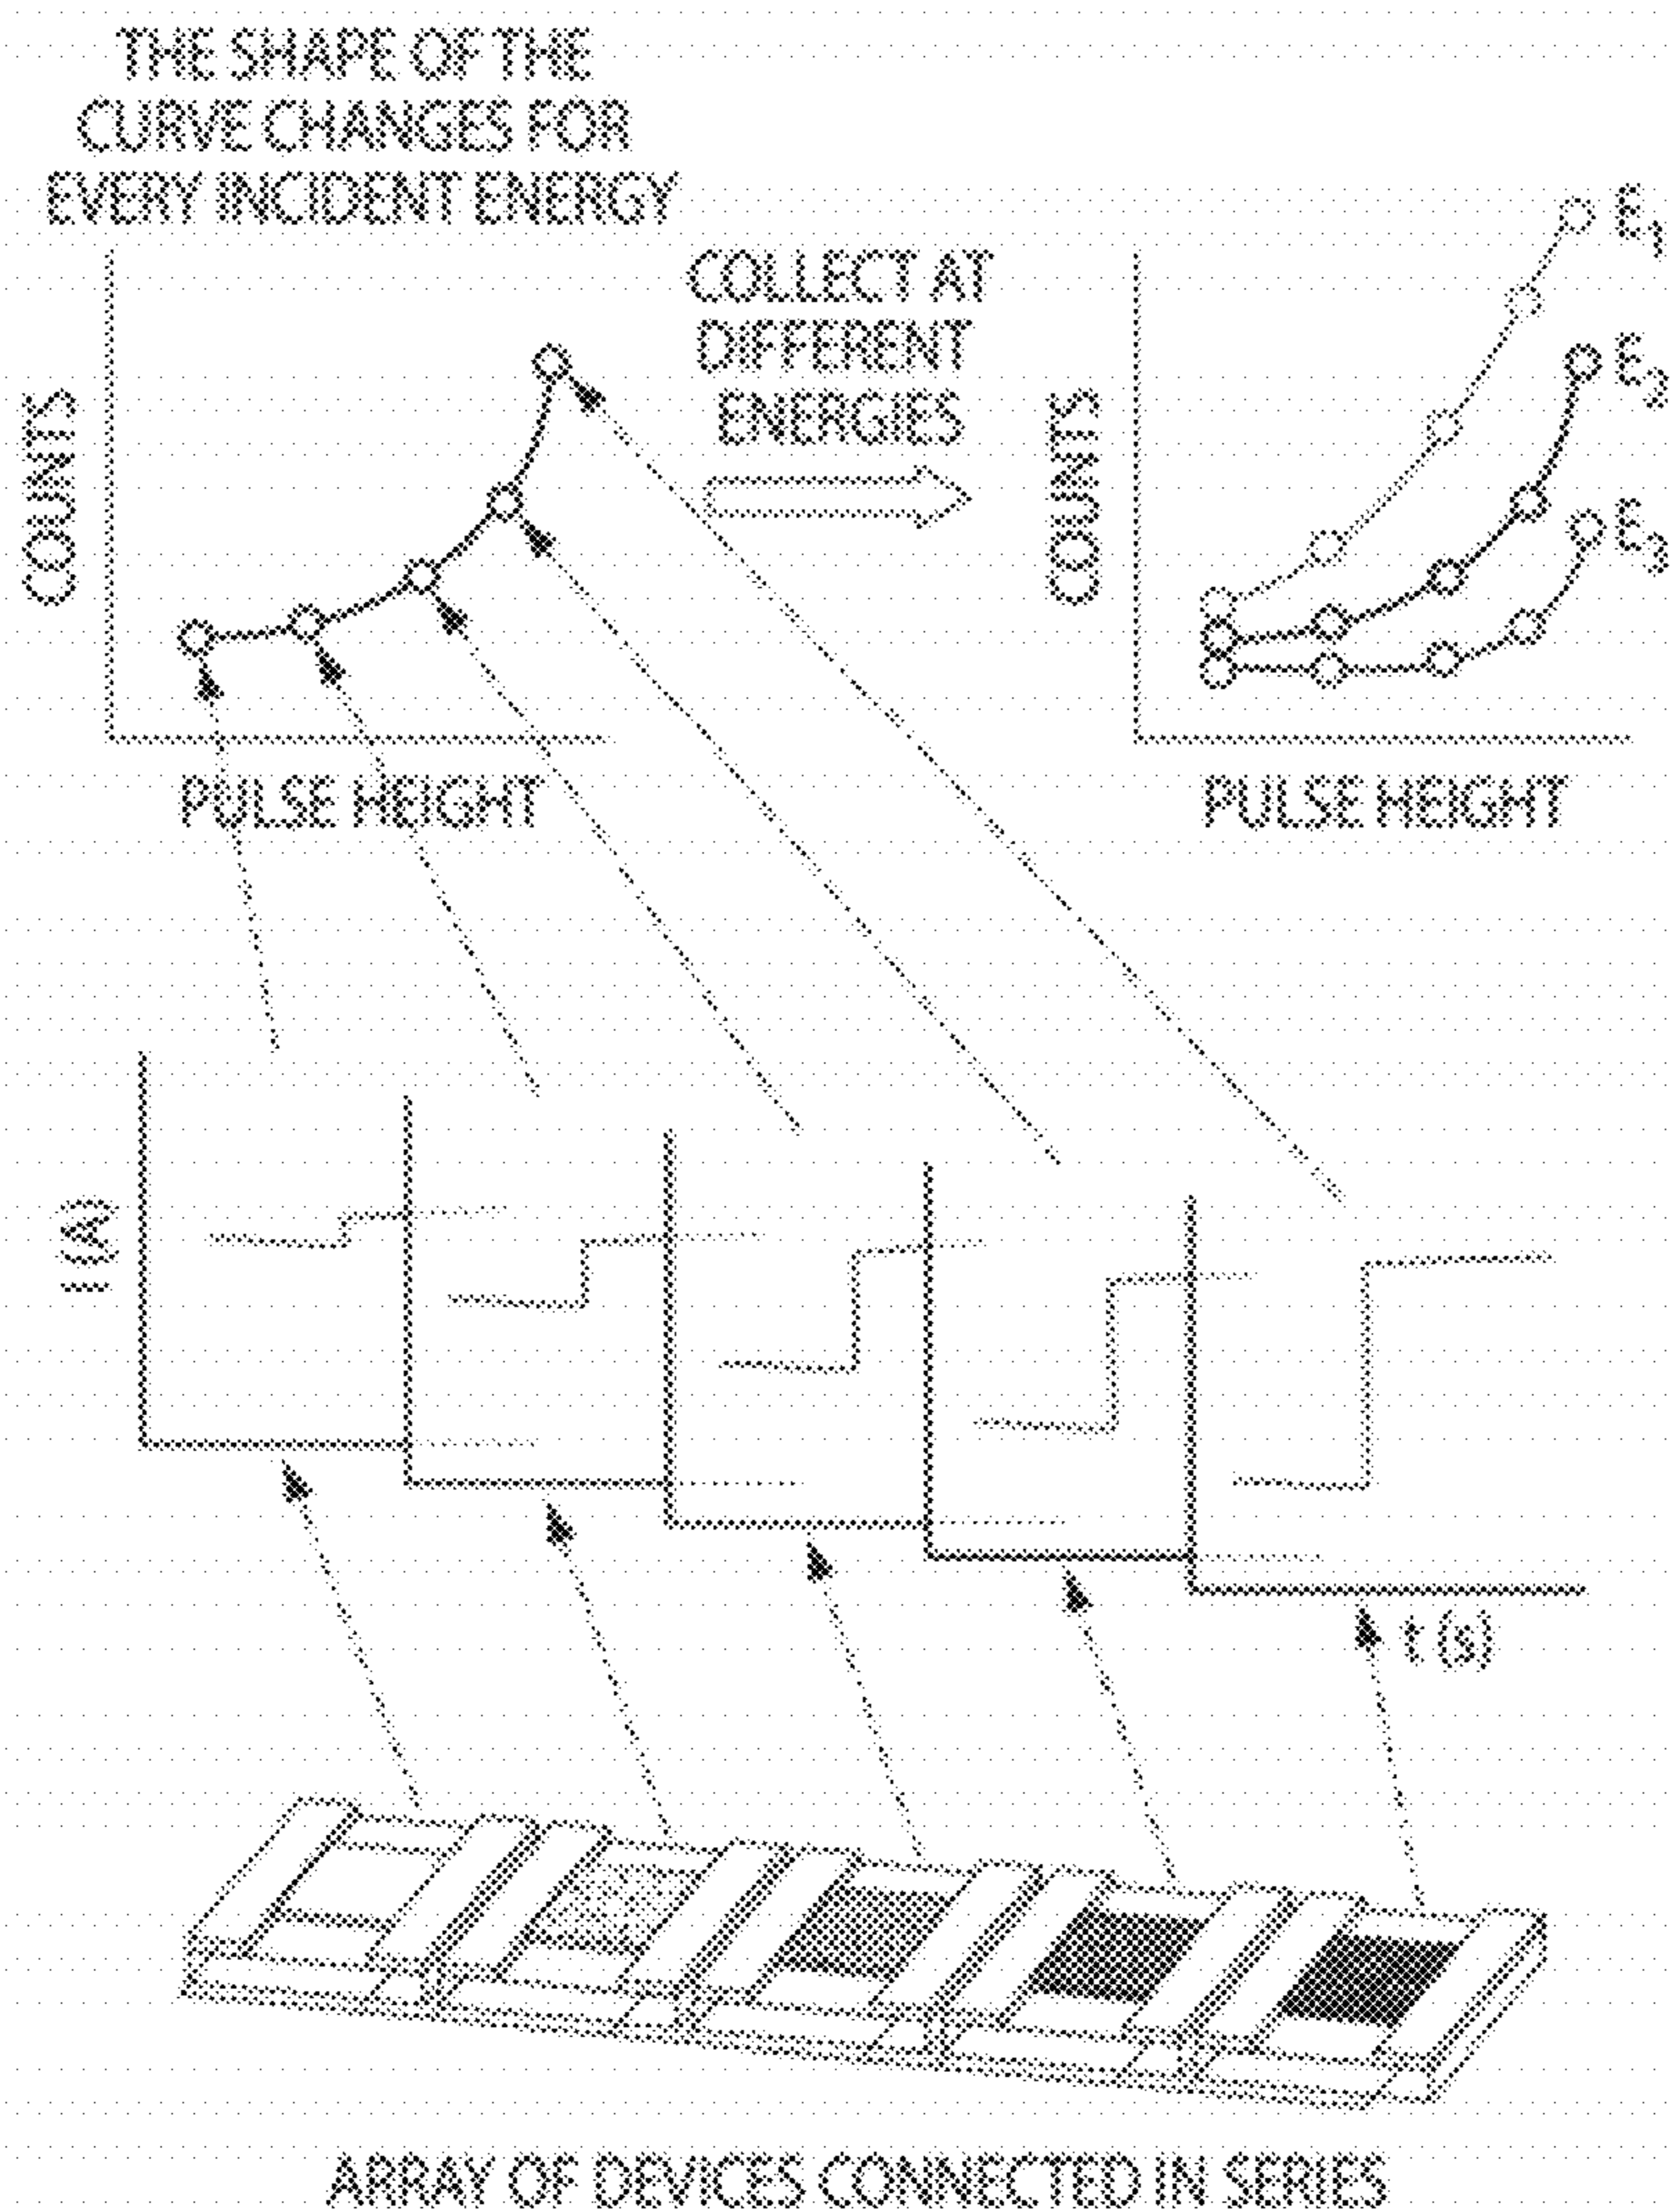 THE SHAPE OF THE
CURVE CHANGES FOR
EVERY INCIDENT ENERGY
COUNTS
PULSE HEIGHT
COLLECT AT
DIFFERENT
ENERGIES
COUNTS
E1
E2
E3
PULSE HEIGHT
I (A)
t (s)
ARRAY OF DEVICES CONNECTED IN SERIES